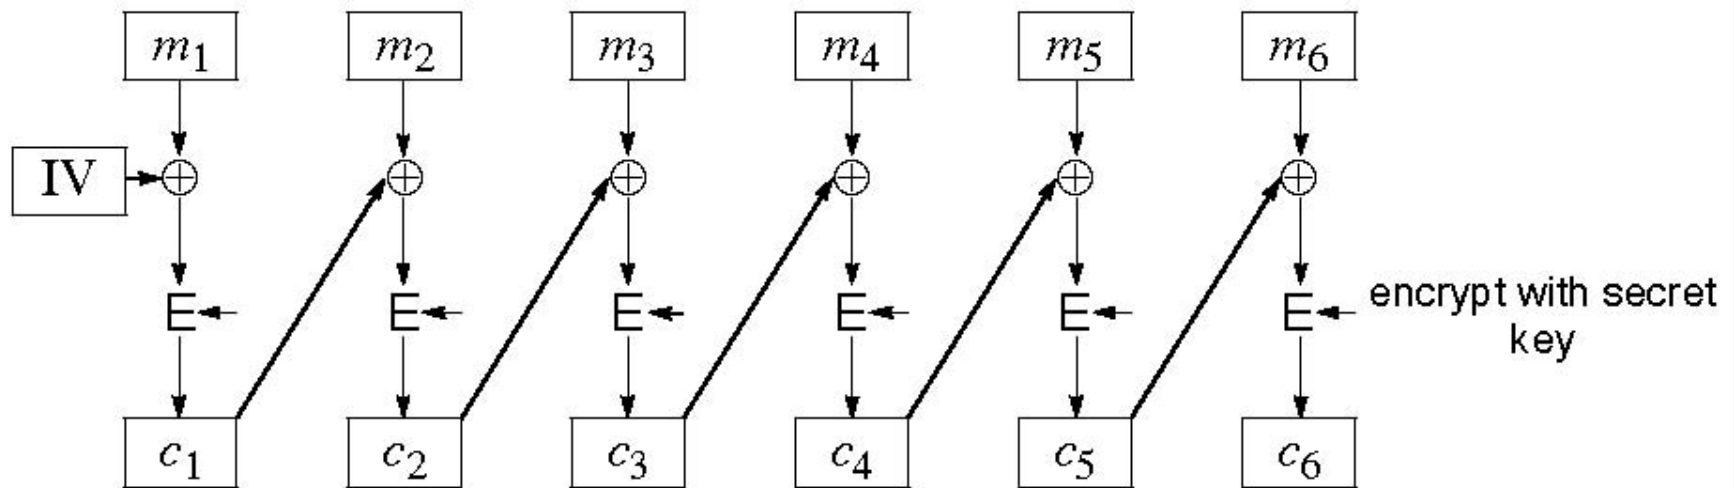 m1 m2 m3 m4 m5 m6
IV
E E E E E E encrypt with secret
key
c1 c2 c3 c4 c5 c6